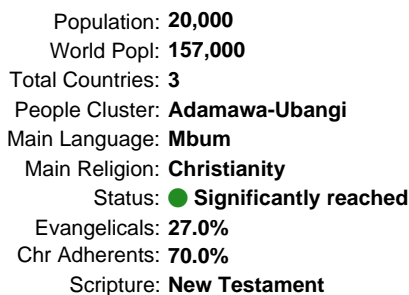 Population: 20,000
World Popl: 157,000
Total Countries: 3
People Cluster: Adamawa-Ubangi
Main Language: Mbum
Main Religion: Christianity
Status: Significantly reached
Evangelicals: 27.0%
Chr Adherents: 70.0%
Scripture: New Testament